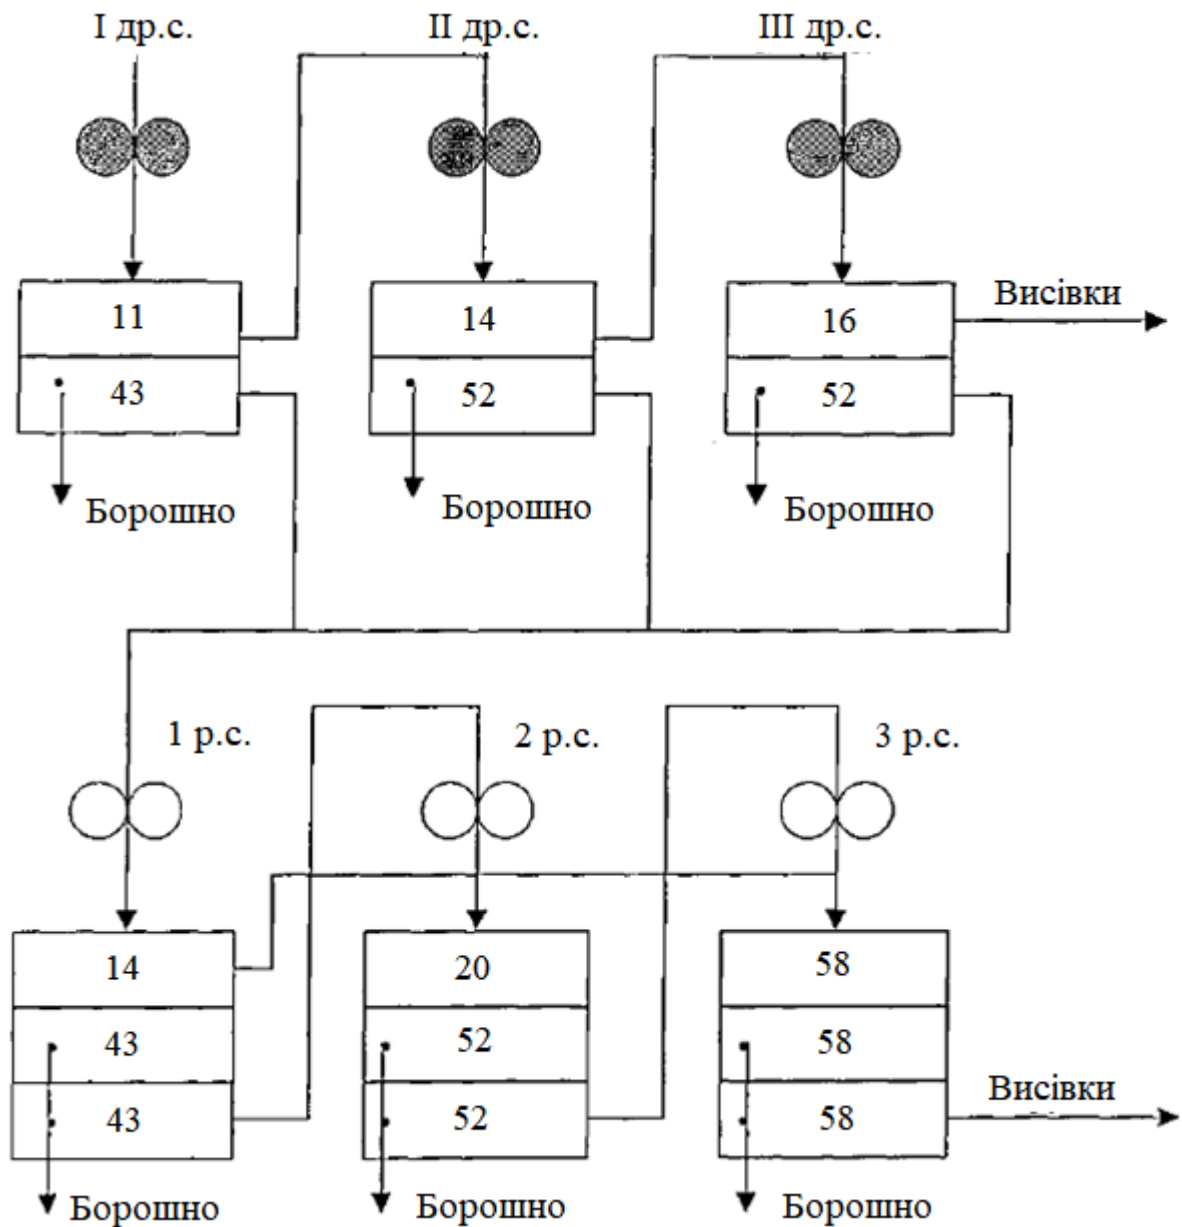 I др.с.
II др.с.
III др.с.
11
43
Борошно
14
52
Борошно
16
52
Висівки
Борошно
1 р.с.
2 р.с.
3 р.с.
14
43
43
Борошно
20
52
52
Борошно
58
58
58
Висівки
Борошно